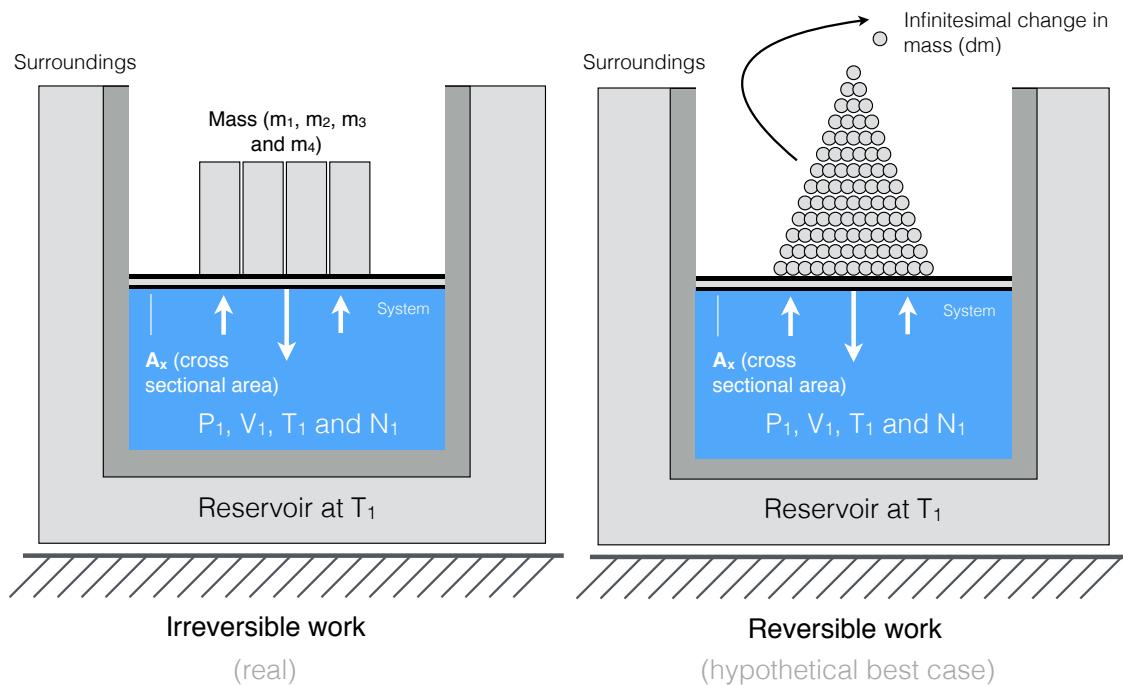 Surroundings
Mass (m₁, m₂, m₃
and m₄)
System
Aₓ (cross
sectional area)
P₁, V₁, T₁ and N₁
Reservoir at T₁
Irreversible work
(real)
Infinitesimal change in
mass (dm)
Surroundings
System
Aₓ (cross
sectional area)
P₁, V₁, T₁ and N₁
Reservoir at T₁
Reversible work
(hypothetical best case)